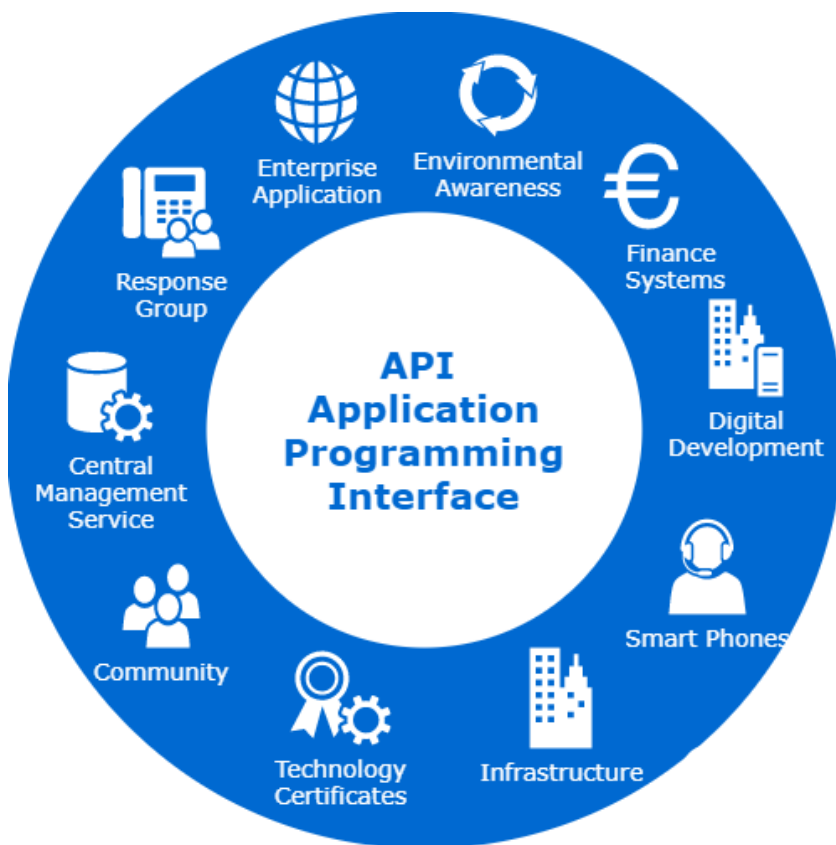 Enterprise
Application
Environmental
Awareness
€
Finance
Systems
Digital
Development
Smart Phones
Infrastructure
Technology
Certificates
Community
Central
Management
Service
Response
Group
API
Application
Programming
Interface